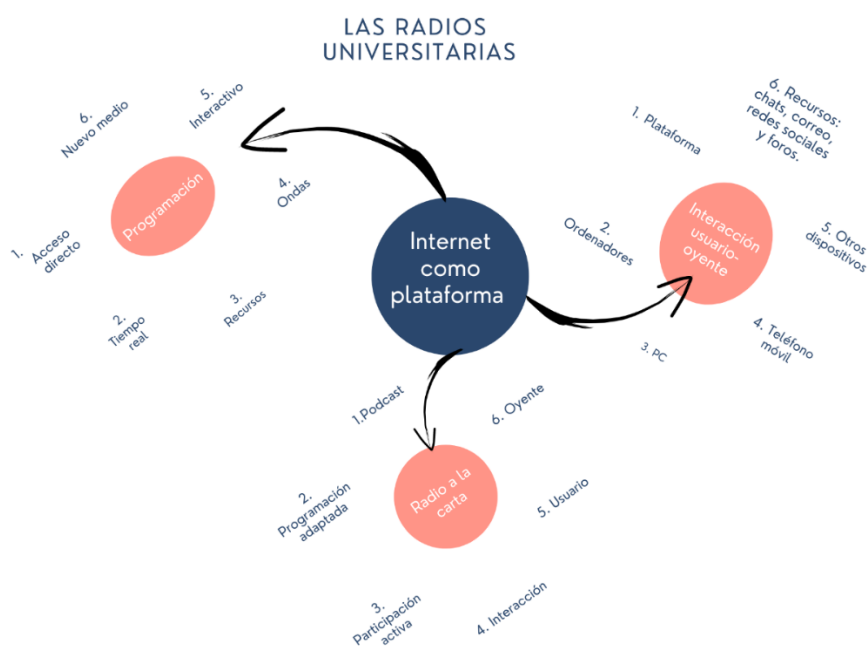 LAS RADIOS
UNIVERSITARIAS
Internet
como
plataforma
Programación
1.
Acceso
directo
2.
Tiempo
real
3.
Recursos
4.
Ondas
5.
Interactivo
6.
Nuevo medio
Interacción
usuario-
oyente
1. Plataforma
2.
Ordenadores
3. PC
4. Teléfono
móvil
5. Otros
dispositivos
6. Recursos:
chats, correo,
redes sociales
y foros.
Radio a la
carta
1.Podcast
2.
Programación
adaptada
3.
Participación
activa
4. Interacción
5. Usuario
6. Oyente